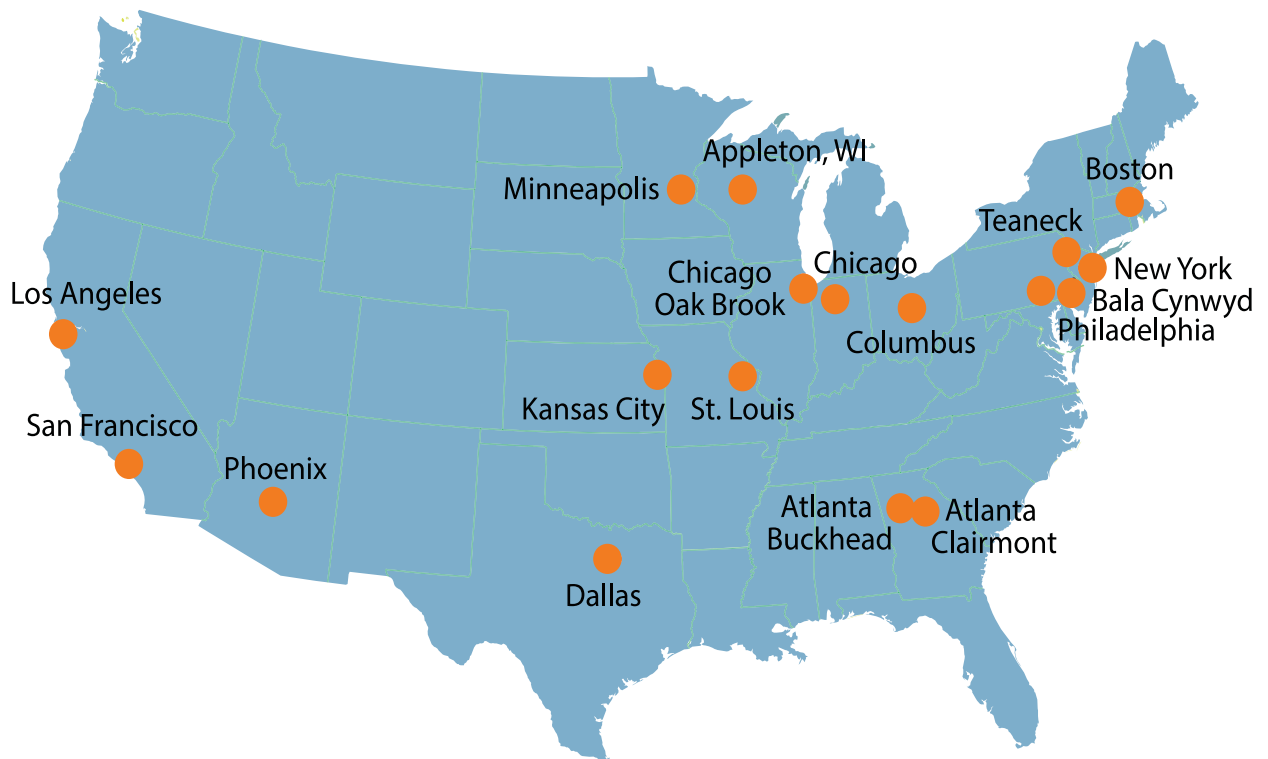 Appleton, WI
Minneapolis
Boston
Teaneck
Chicago
Oak Brook
Chicago
New York
Bala Cynwyd
Philadelphia
Columbus
Los Angeles
Kansas City
St. Louis
San Francisco
Phoenix
Atlanta
Buckhead
Atlanta
Clairmont
Dallas